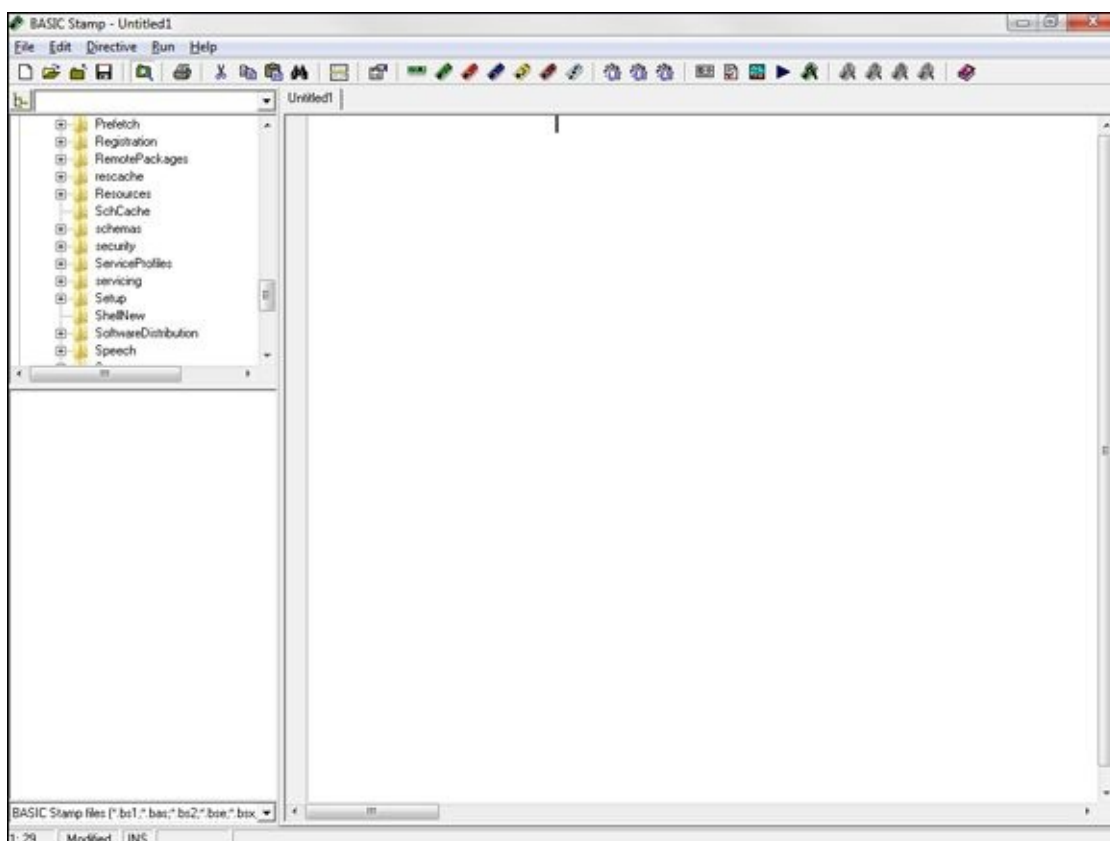 BASIC Stamp - Untitled1
File Edit Directive Run Help
Untitled1
Prefetch
Registration
RemotePackages
rescache
Resources
SchCache
schemas
security
ServiceProfiles
servicing
Setup
ShellNew
SoftwareDistribution
Speech
BASIC Stamp files (*.bs1,*.bas;*.bs2,*.bse;*.bsx,
1: 29 Modified INS